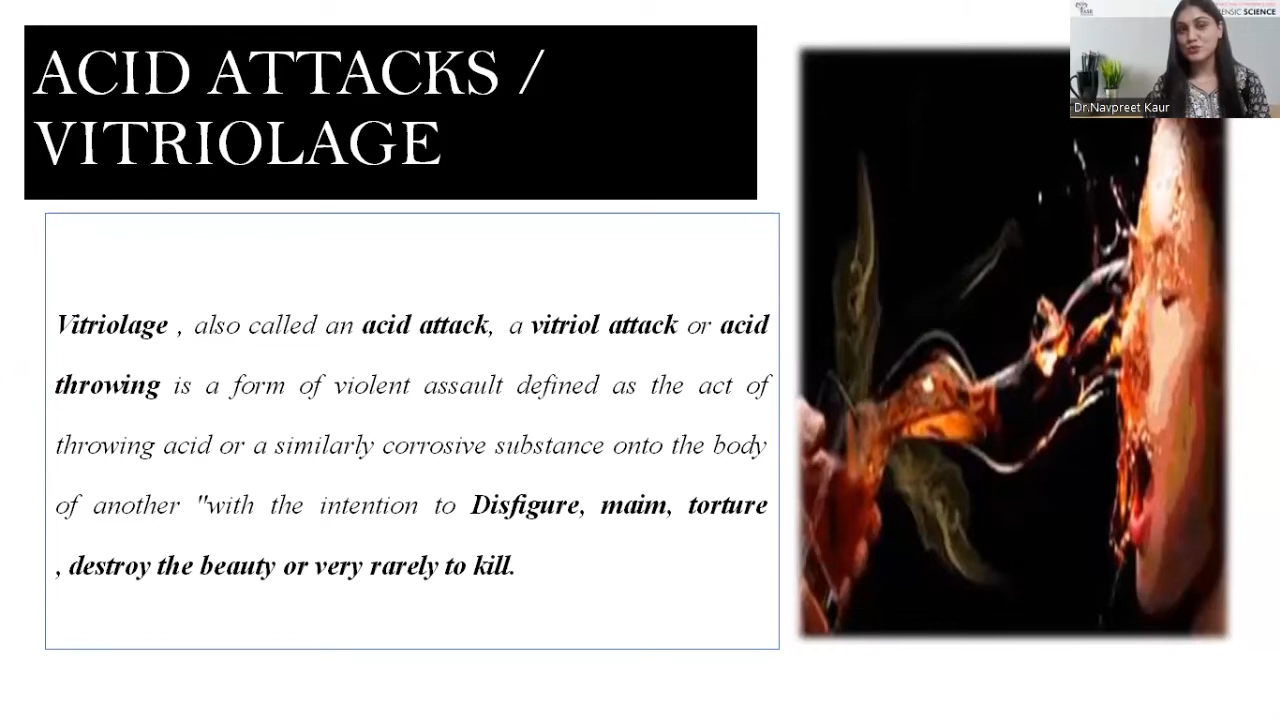 ACID ATTACKS /
VITRIOLAGE
Vitriolage , also called an acid attack, a vitriol attack or acid
throwing is a form of violent assault defined as the act of
throwing acid or a similarly corrosive substance onto the body
of another "with the intention to Disfigure, maim, torture
, destroy the beauty or very rarely to kill.
SCIENCE
Dr.Navpreet Kaur